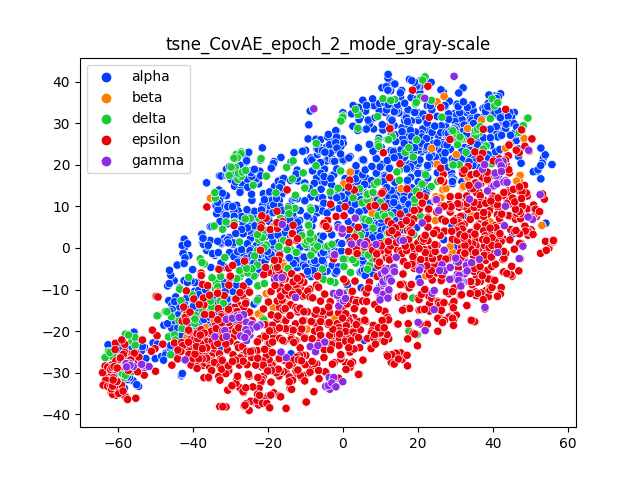 tsne_CovAE_epoch_2_mode_gray-scale
alpha
beta
delta
epsilon
gamma
40
30
20
10
0
−10
−20
−30
−40
−60 −40 −20 0 20 40 60